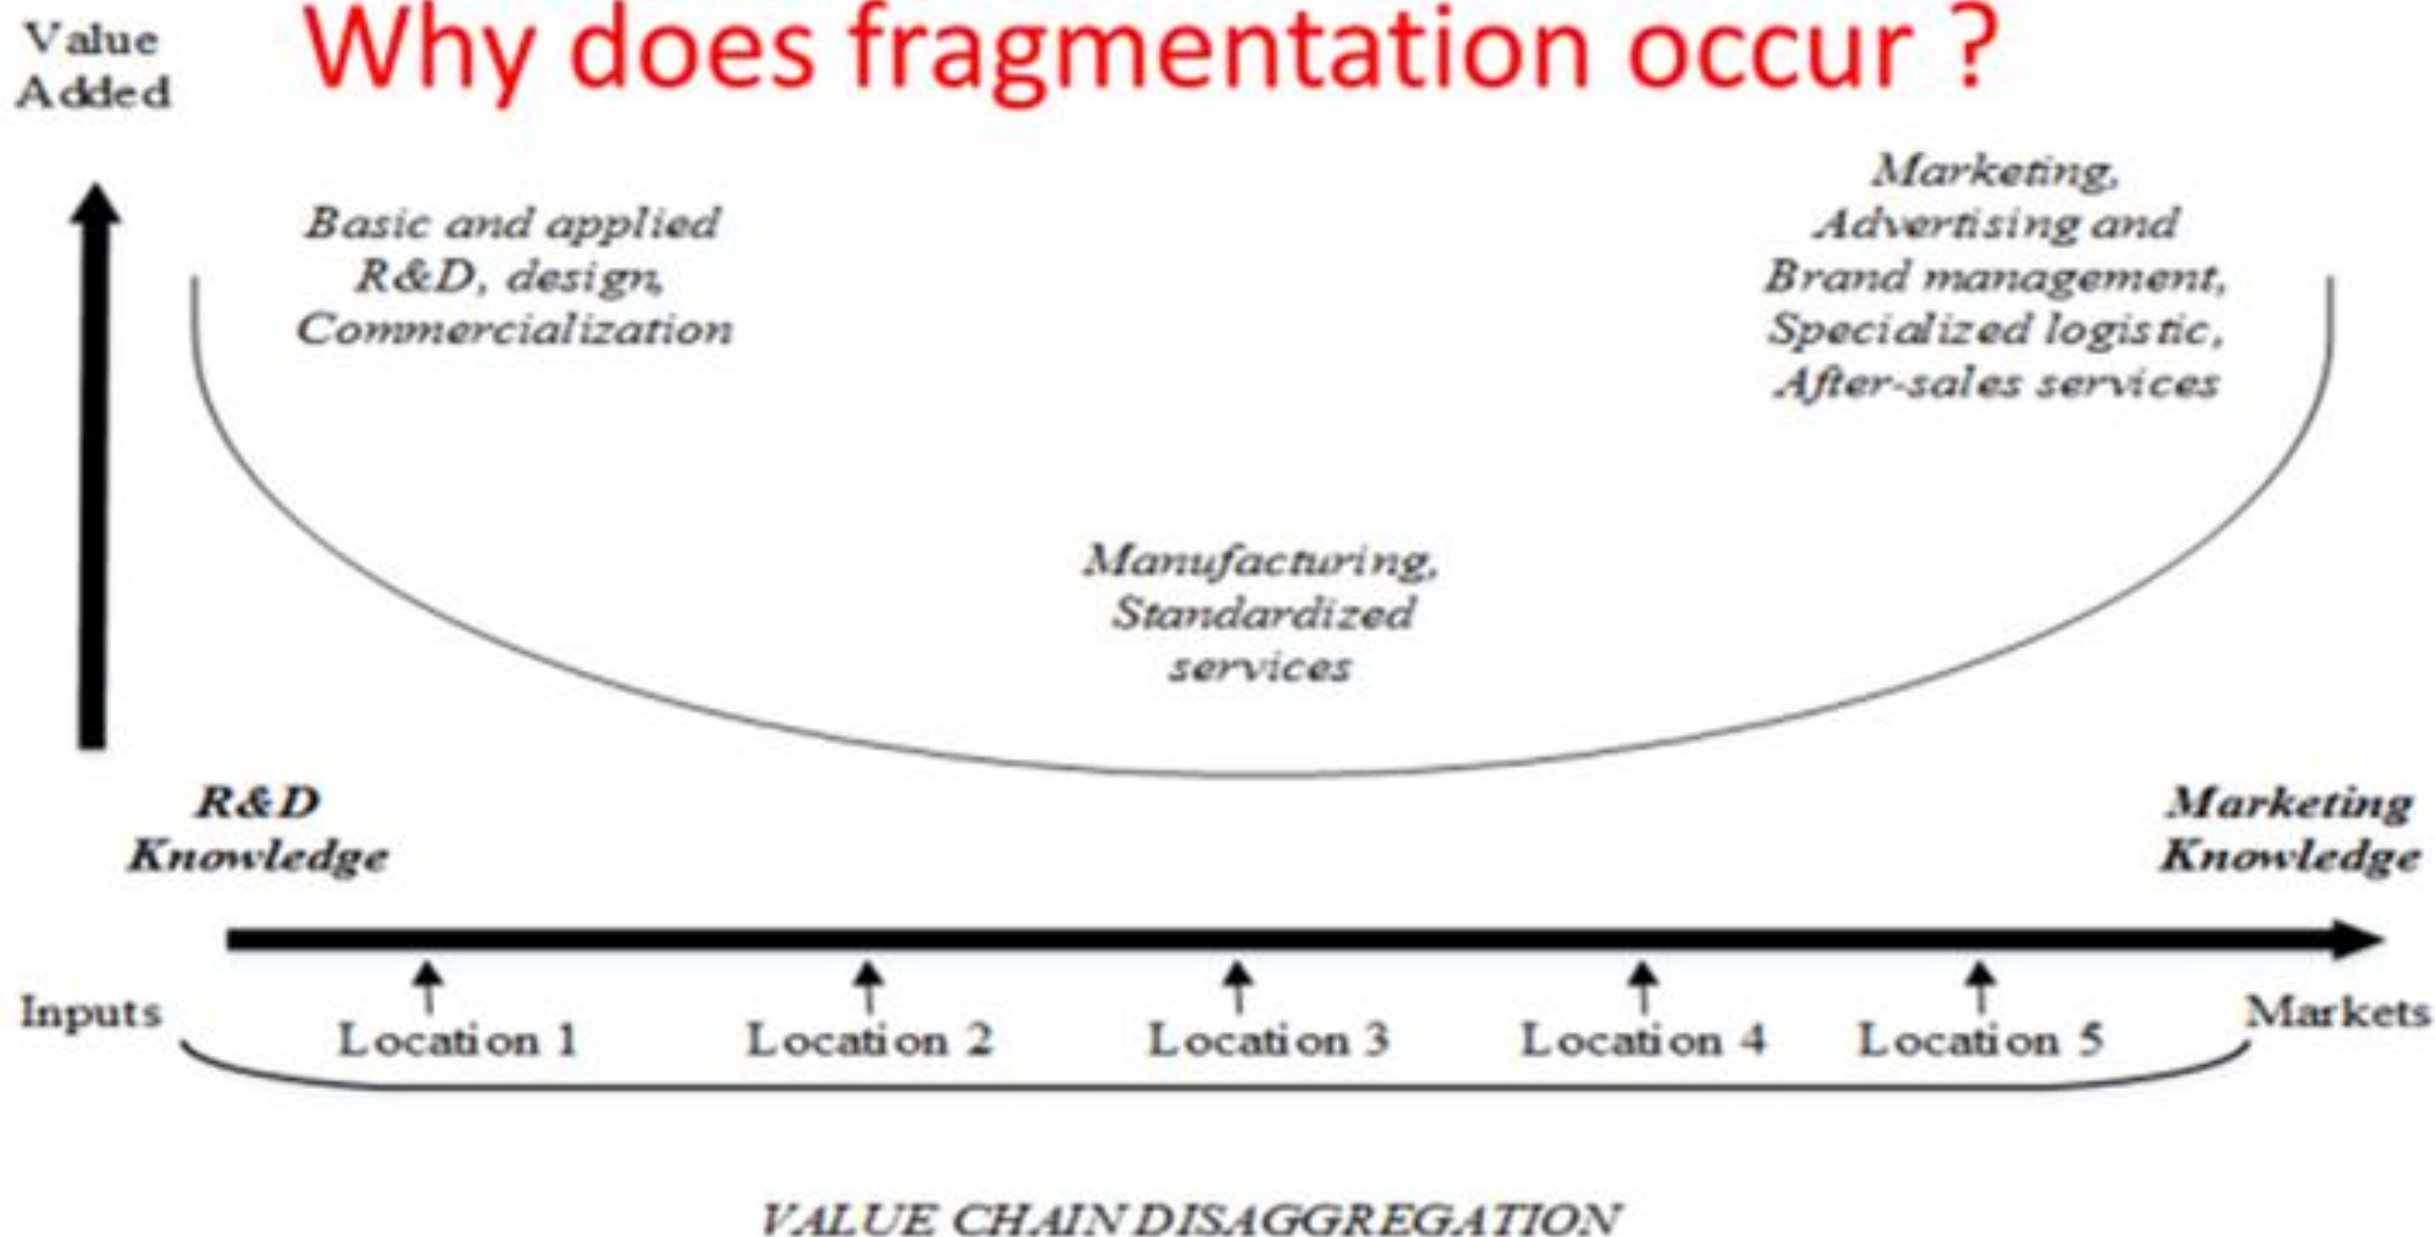 Why does fragmentation occur ?
Value
Added
Basic and applied
R&D, design,
Commercialization
Marketing,
Advertising and
Brand management,
Specialized logistic,
After-sales services
Manufacturing,
Standardized
services
R&D
Knowledge
Marketing
Knowledge
Inputs
Location 1
Location 2
Location 3
Location 4
Location 5
Markets
VALUE CHAIN DISAGGREGATION